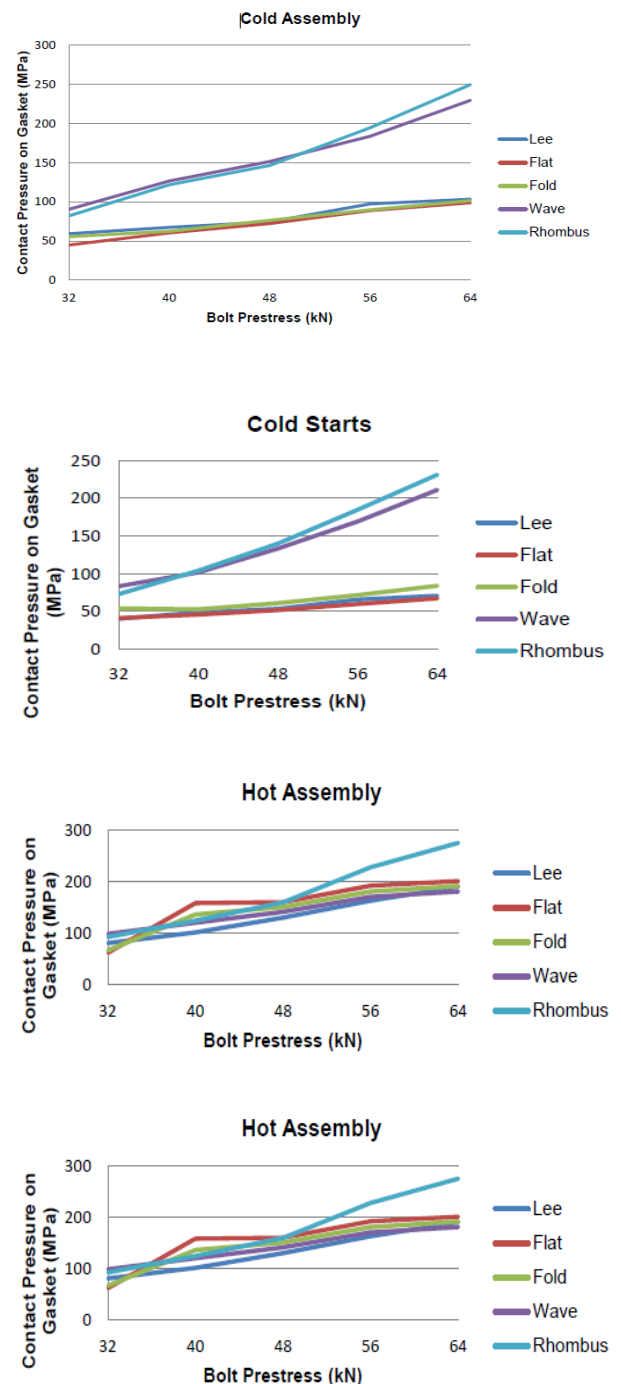 Cold Assembly
Contact Pressure on Gasket (MPa)
300
250
200
150
100
50
0
32 40 48 56 64
Bolt Prestress (kN)
Lee
Flat
Fold
Wave
Rhombus
Cold Starts
Contact Pressure on Gasket
(MPa)
250
200
150
100
50
0
32 40 48 56 64
Bolt Prestress (kN)
Lee
Flat
Fold
Wave
Rhombus
Hot Assembly
Contact Pressure on
Gasket (MPa)
300
200
100
0
32 40 48 56 64
Bolt Prestress (kN)
Lee
Flat
Fold
Wave
Rhombus
Hot Assembly
Contact Pressure on
Gasket (MPa)
300
200
100
0
32 40 48 56 64
Bolt Prestress (kN)
Lee
Flat
Fold
Wave
Rhombus